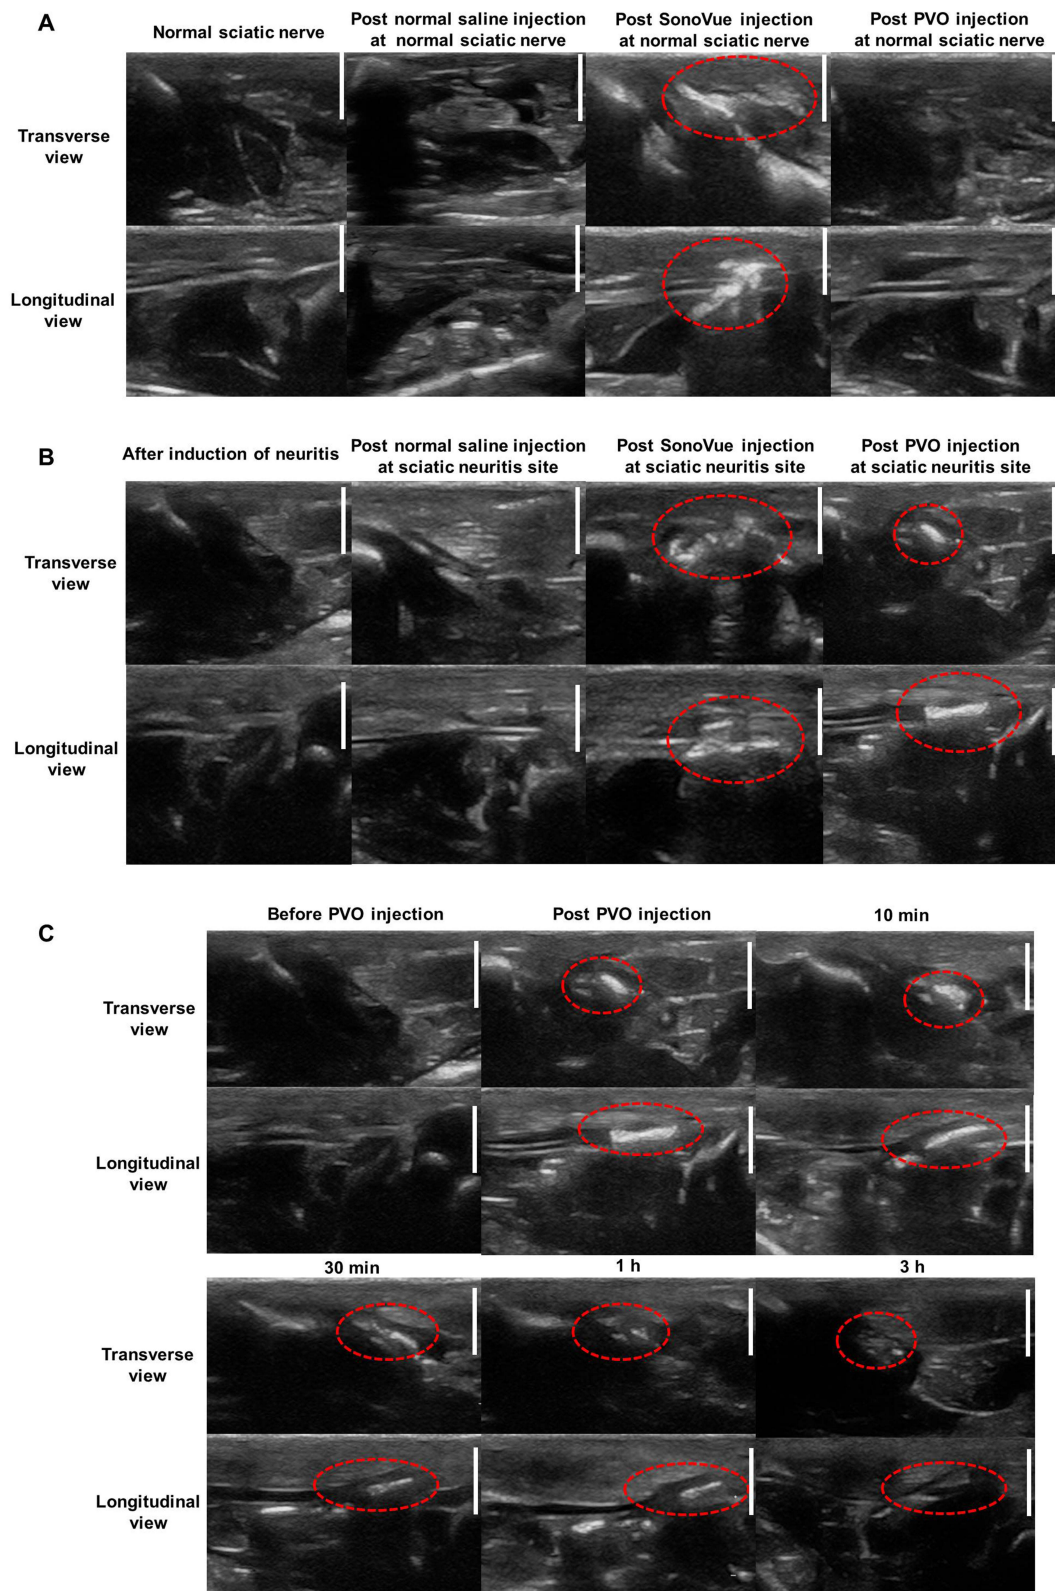 A
Normal sciatic nerve
Post normal saline injection
at normal sciatic nerve
Post SonoVue injection
at normal sciatic nerve
Post PVO injection
at normal sciatic nerve
Transverse
view
Longitudinal
view
B
After induction of neuritis
Post normal saline injection
at sciatic neuritis site
Post SonoVue injection
at sciatic neuritis site
Post PVO injection
at sciatic neuritis site
Transverse
view
Longitudinal
view
C
Before PVO injection
Post PVO injection
10 min
Transverse
view
Longitudinal
view
30 min
1 h
3 h
Transverse
view
Longitudinal
view